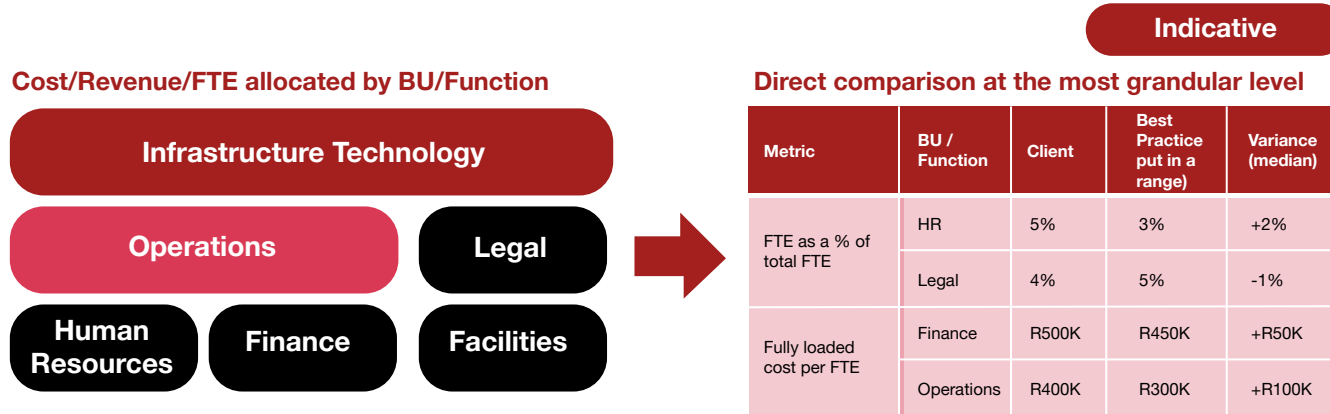 Indicative
Cost/Revenue/FTE allocated by BU/Function
Infrastructure Technology
Operations
Legal
Human
Resources
Finance
Facilities
Direct comparison at the most grandular level
Metric
BU /
Function
Client
Best
Practice
put in a
range)
Variance
(median)
FTE as a % of
total FTE
HR
5%
3%
+2%
Legal
4%
5%
-1%
Fully loaded
cost per FTE
Finance
R500K
R450K
+R50K
Operations
R400K
R300K
+R100K